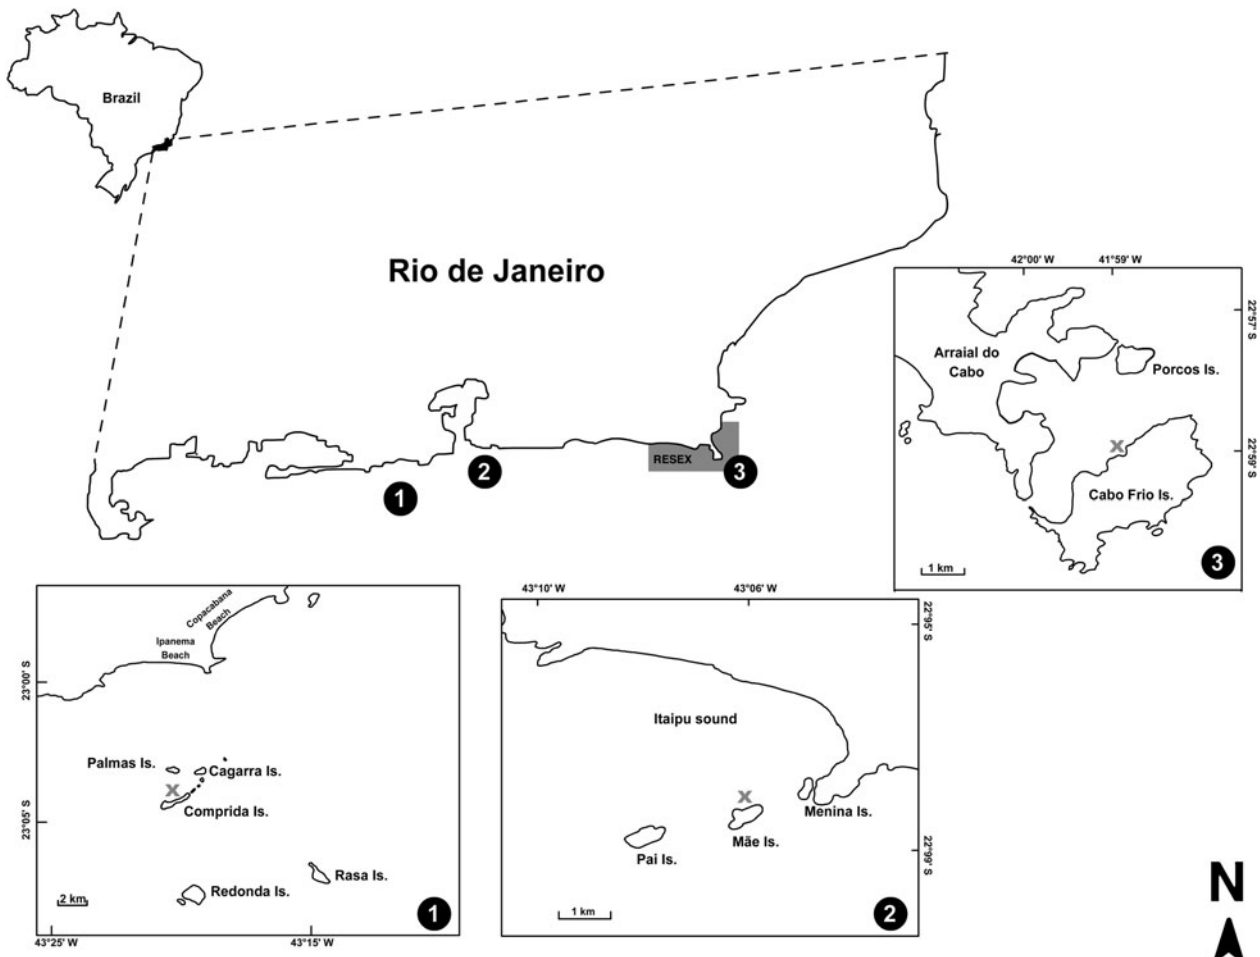 Brazil
Rio de Janeiro
RESEX
1
2
3
42°00' W
41°59' W
22°57' S
22°59' S
Arraial do
Cabo
Porcos Is.
X
Cabo Frio Is.
1 km
3
Copacabana
Beach
Ipanema
Beach
23°00' S
23°05' S
Palmas Is.
Cagarra Is.
X
Comprida Is.
Rasa Is.
Redonda Is.
2 km
1
43°25' W
43°15' W
43°10' W
43°06' W
22°95' S
22°99' S
Itaipu sound
X
Menina Is.
Mãe Is.
Pai Is.
1 km
2
N